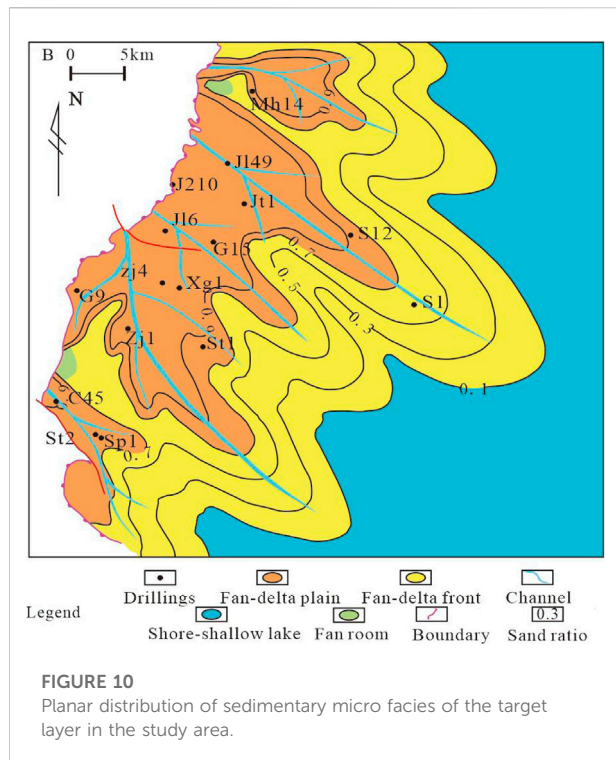 B 0 5km
N
Mh14
0.9
Jl49
J210
Jt1
Jl6
S12
G15
0.7
zj4
Xg1
0.5
G9
S1
0.3
Zj1
St1
0.1
C45
St2 Sp1
0.7
Drillings Fan-delta plain Fan-delta front Channel
Legend
0.3
Shore-shallow lake Fan room Boundary Sand ratio
FIGURE 10
Planar distribution of sedimentary micro facies of the target
layer in the study area.